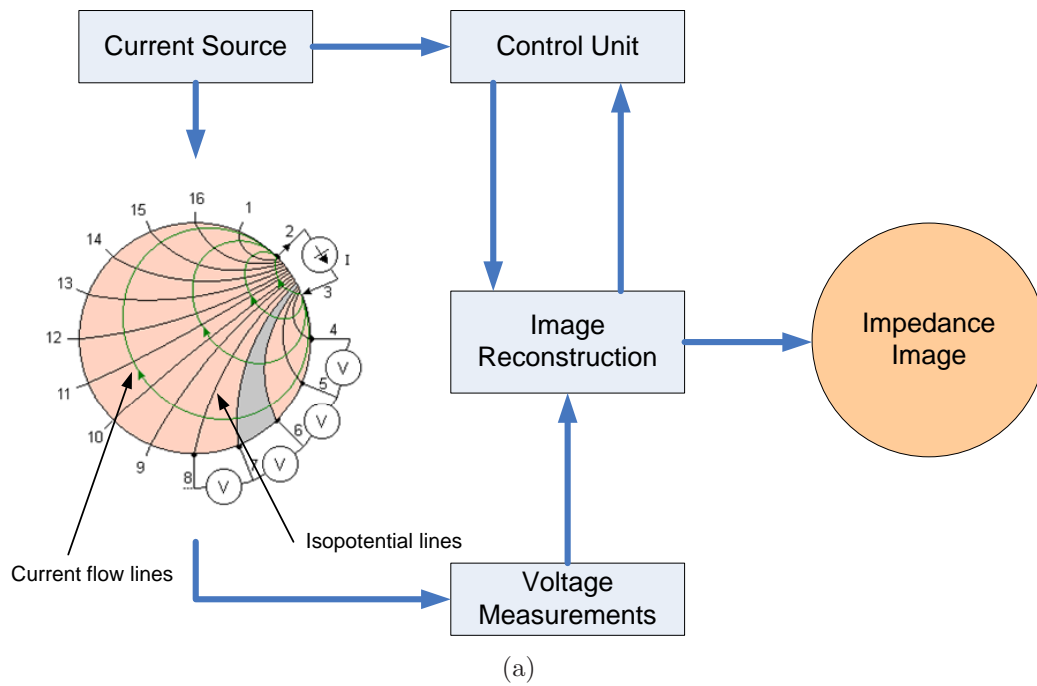 Current Source
Control Unit
16
15
1
14
2
I
13
3
12
4
11
5
10
6
9
7
8
V
V
V
V
Image
Reconstruction
Impedance
Image
Isopotential lines
Current flow lines
Voltage
Measurements
(a)